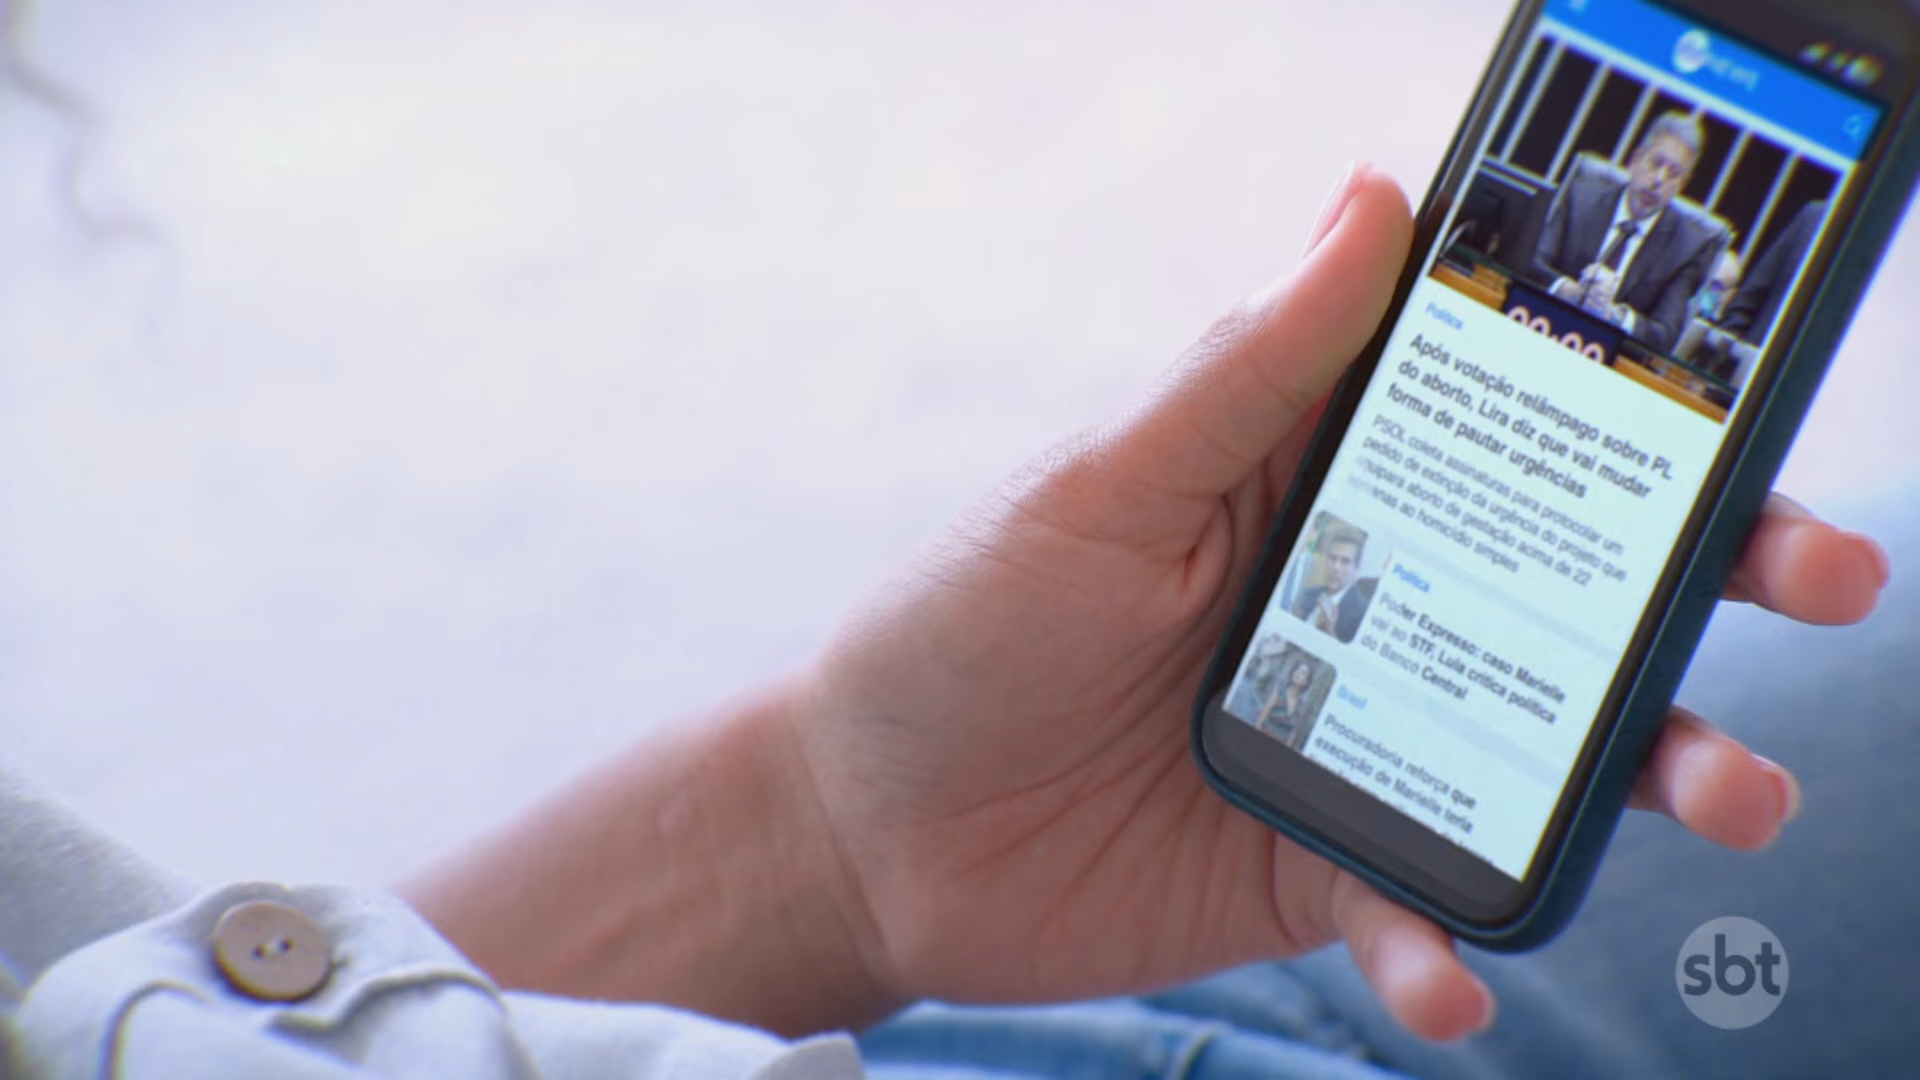 news
Política
Após votação relâmpago sobre PL
do aborto, Lira diz que vai mudar
forma de pautar urgências
PSOL coleta assinaturas para protocolar um
pedido de extinção da urgência do projeto que
equipara aborto de gestação acima de 22
semanas ao homicídio simples
Política
Poder Expresso: caso Marielle
vai ao STF, Lula critica política
do Banco Central
Brasil
Procuradoria reforça que
execução de Marielle teria
sbt